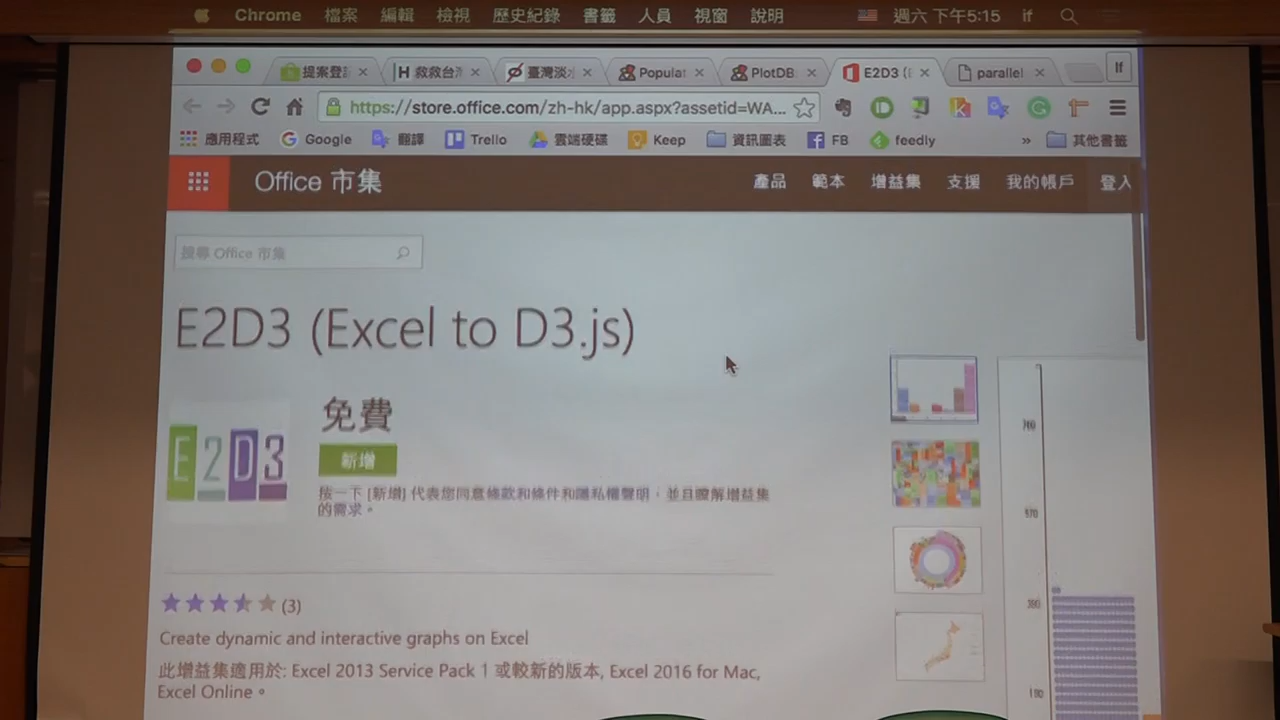 Chrome 檔案 編輯 檢視 歷史紀錄 書籤 人員 視窗 說明 週六 下午5:15 if
提案登 救救台灣 臺灣淡水 Populat PlotDB E2D3 (E parallel If
https://store.office.com/zh-hk/app.aspx?assetid=WA...
應用程式 Google 翻譯 Trello 雲端硬碟 Keep 資訊圖表 FB feedly » 其他書籤
Office 市集 產品 範本 增益集 支援 我的帳戶 登入
搜尋 Office 市集
E2D3 (Excel to D3.js)
免費
E2D3
新增
按一下 [新增] 代表您同意條款和條件和隱私權聲明，並且瞭解增益集
的需求。
(3)
Create dynamic and interactive graphs on Excel
此增益集適用於: Excel 2013 Service Pack 1 或較新的版本, Excel 2016 for Mac,
Excel Online。
760
570
380
190